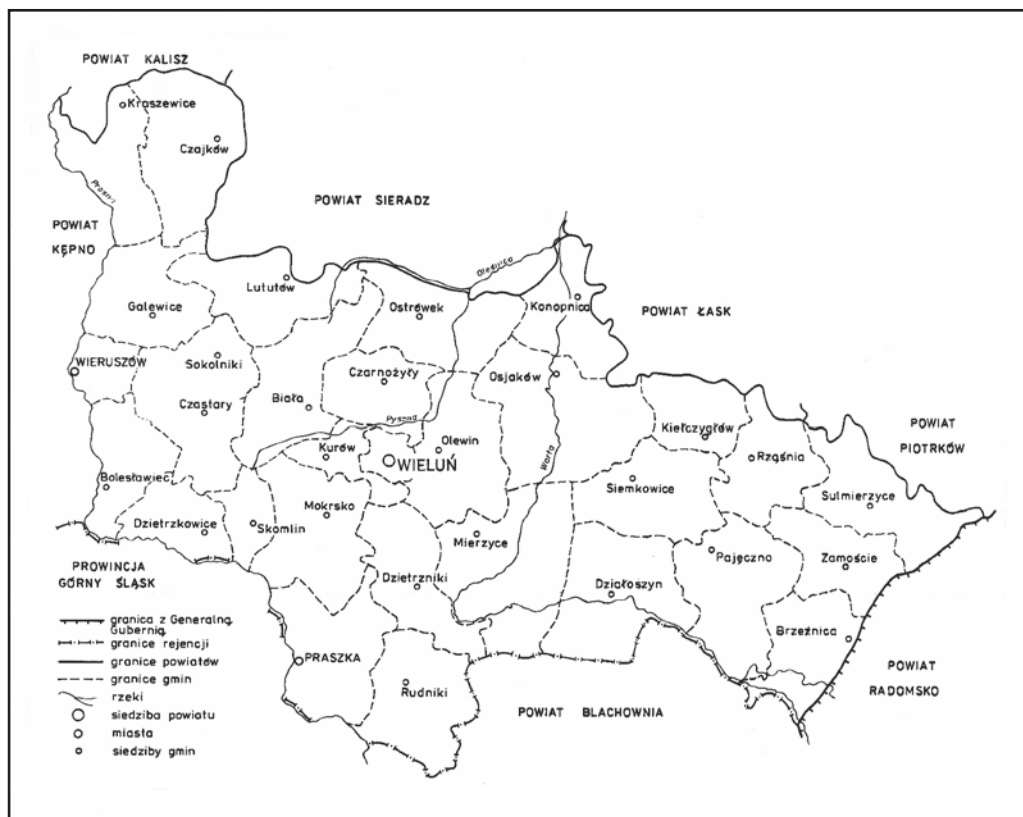 POWIAT KALISZ
Kraszewice
Czajków
Prosna
POWIAT SIERADZ
POWIAT
KĘPNO
Oleśnica
Lututów
Konopnica
Galewice
Ostrówek
POWIAT ŁASK
WIERUSZÓW
Sokolniki
Czarnożyły
Osjaków
Czastary
Biała
Pyszna
Kiełczygłów
POWIAT
PIOTRKÓW
Olewin
Kurów
WIELUŃ
Warta
Rząśnia
Bolesławiec
Siemkowice
Sulmierzyce
Mokrsko
Dzietrzkowice
Skomlin
Mierzyce
Pajęczno
Zamoście
PROWINCJA
GÓRNY ŚLĄSK
Dzietrzniki
Działoszyn
granica z Generalną
Gubernią
Brzeźnica
granice rejencji
granice powiatów
PRASZKA
POWIAT
RADOMSKO
granice gmin
Rudniki
rzeki
POWIAT BLACHOWNIA
siedziba powiatu
miasta
siedziby gmin